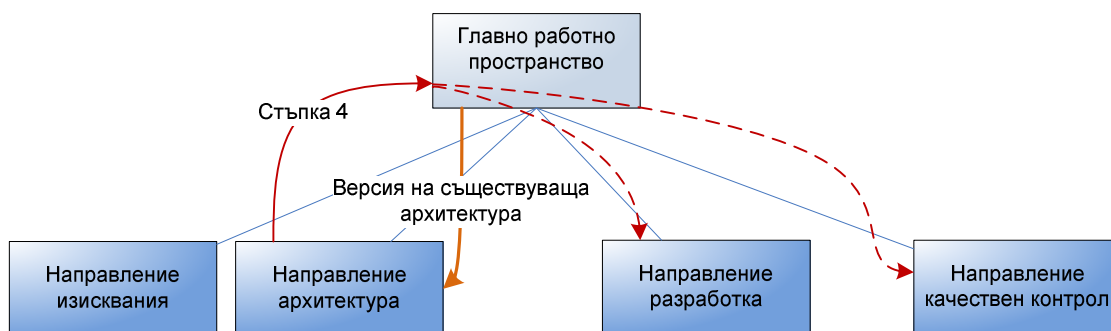 Главно работно
пространство
Стъпка 4
Версия на съществуваща
архитектура
Направление
изисквания
Направление
архитектура
Направление
разработка
Направление
качествен контрол